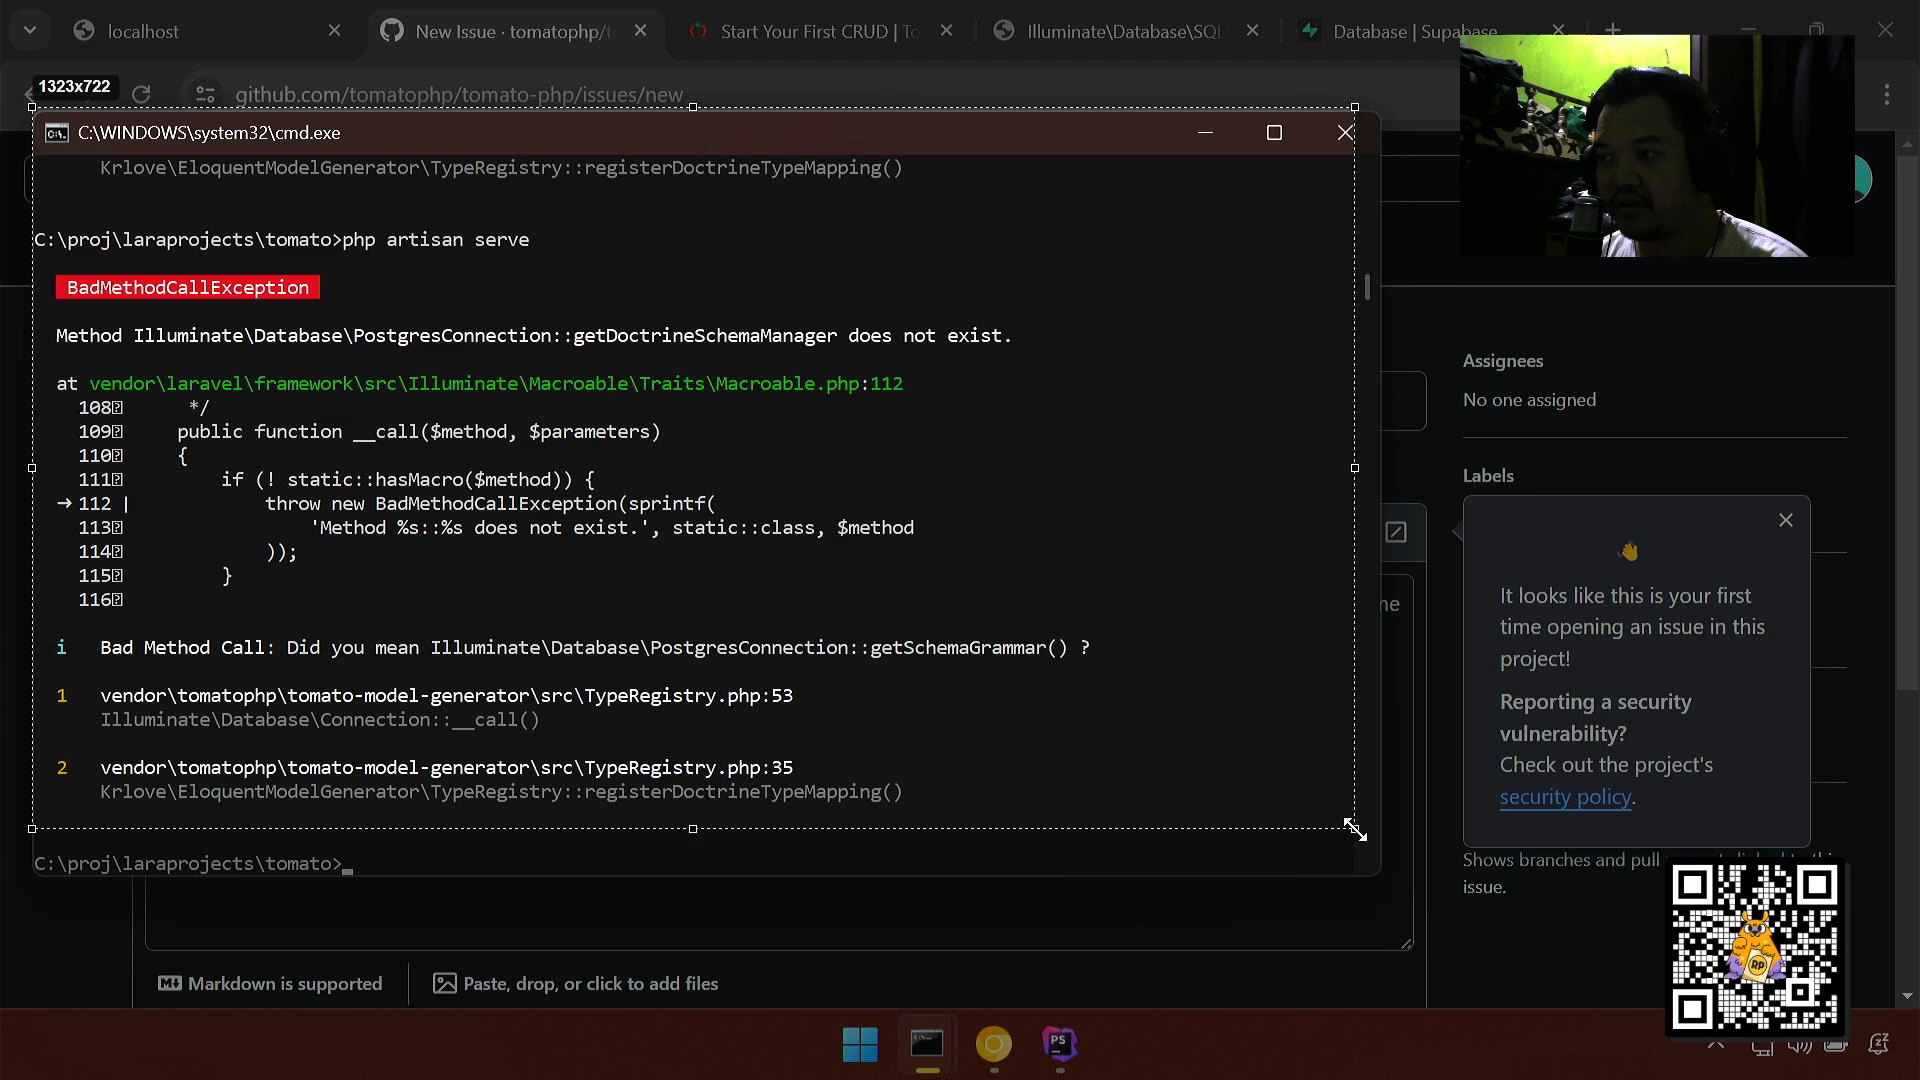 localhost
New Issue · tomatophp/t
Start Your First CRUD | To
Illuminate\Database\SQL
Database | Supabase
1323x722
github.com/tomatophp/tomato-php/issues/new
C:\WINDOWS\system32\cmd.exe
Krlove\EloquentModelGenerator\TypeRegistry::registerDoctrineTypeMapping()
C:\proj\laraprojects\tomato>php artisan serve
BadMethodCallException
Method Illuminate\Database\PostgresConnection::getDoctrineSchemaManager does not exist.
at vendor\laravel\framework\src\Illuminate\Macroable\Traits\Macroable.php:112
108 */
109 public function __call($method, $parameters)
110 {
111 if (! static::hasMacro($method)) {
→ 112 | throw new BadMethodCallException(sprintf(
113 'Method %s::%s does not exist.', static::class, $method
114 ));
115 }
116
i Bad Method Call: Did you mean Illuminate\Database\PostgresConnection::getSchemaGrammar() ?
1 vendor\tomatophp\tomato-model-generator\src\TypeRegistry.php:53
Illuminate\Database\Connection::__call()
2 vendor\tomatophp\tomato-model-generator\src\TypeRegistry.php:35
Krlove\EloquentModelGenerator\TypeRegistry::registerDoctrineTypeMapping()
C:\proj\laraprojects\tomato>
Assignees
No one assigned
Labels
It looks like this is your first
time opening an issue in this
project!
Reporting a security
vulnerability?
Check out the project's
security policy.
Shows branches and pull
issue.
Markdown is supported
Paste, drop, or click to add files
RP
PS